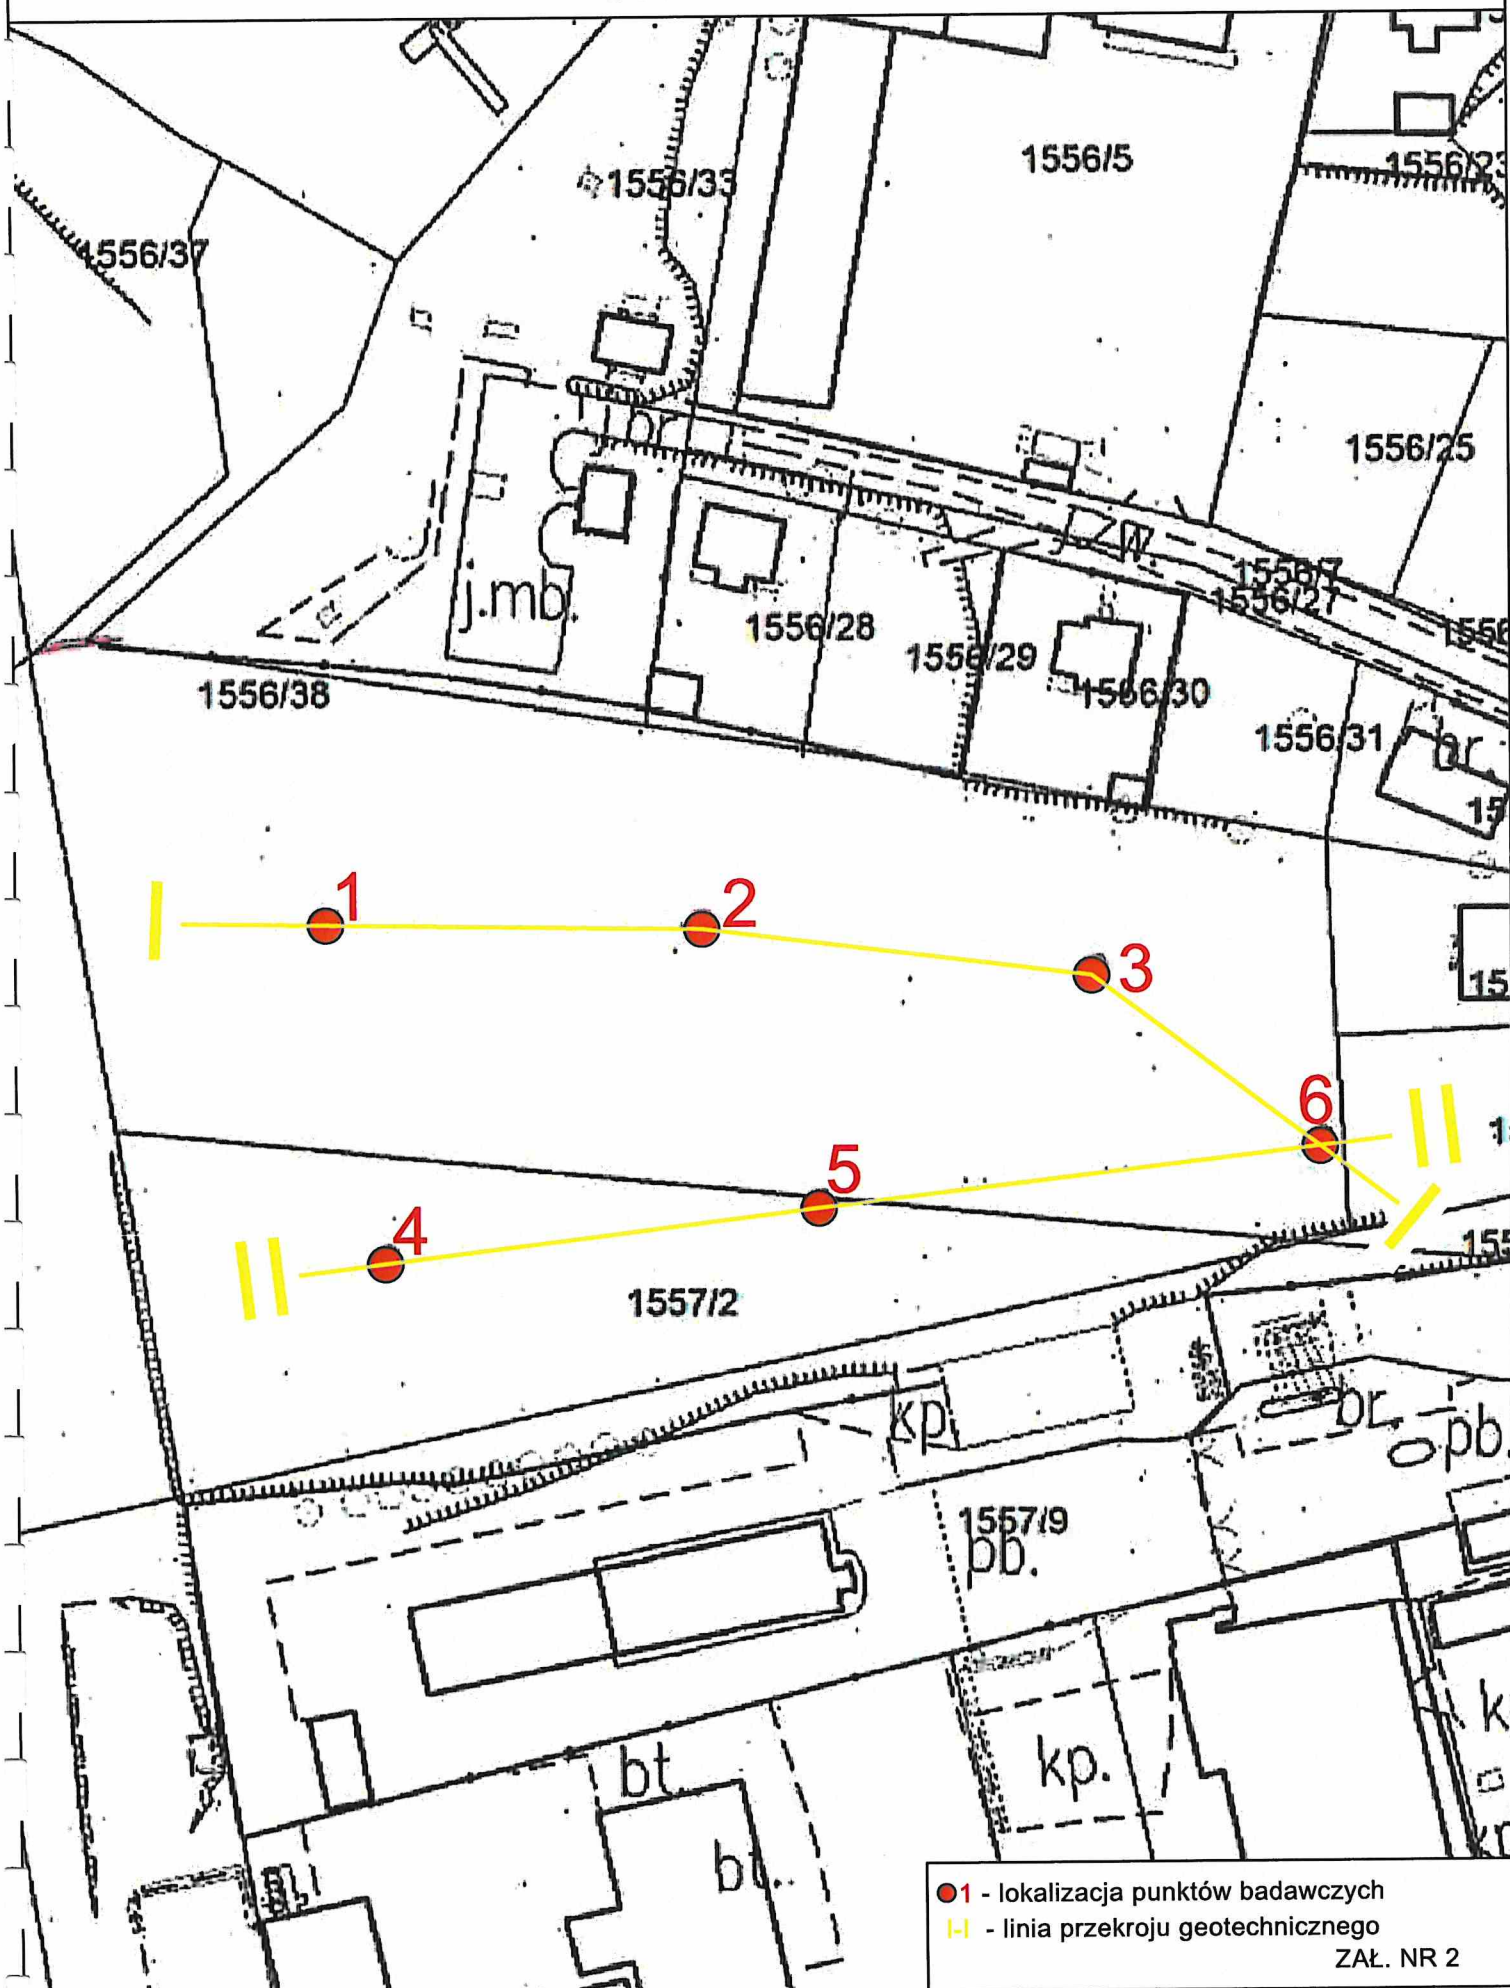 1556/5
1556/33
1556/23
1556/37
br
1556/25
j.mb.
1556/7
1556/27
1556/28
1556/29
1556/30
1556/38
1556/31
br.
1
2
3
I
6
II
5
4
II
I
1557/2
kp
br.
pb.
1557/9
pb.
kp.
bt.
bt.
1 - lokalizacja punktów badawczych
I-I - linia przekroju geotechnicznego
ZAŁ. NR 2